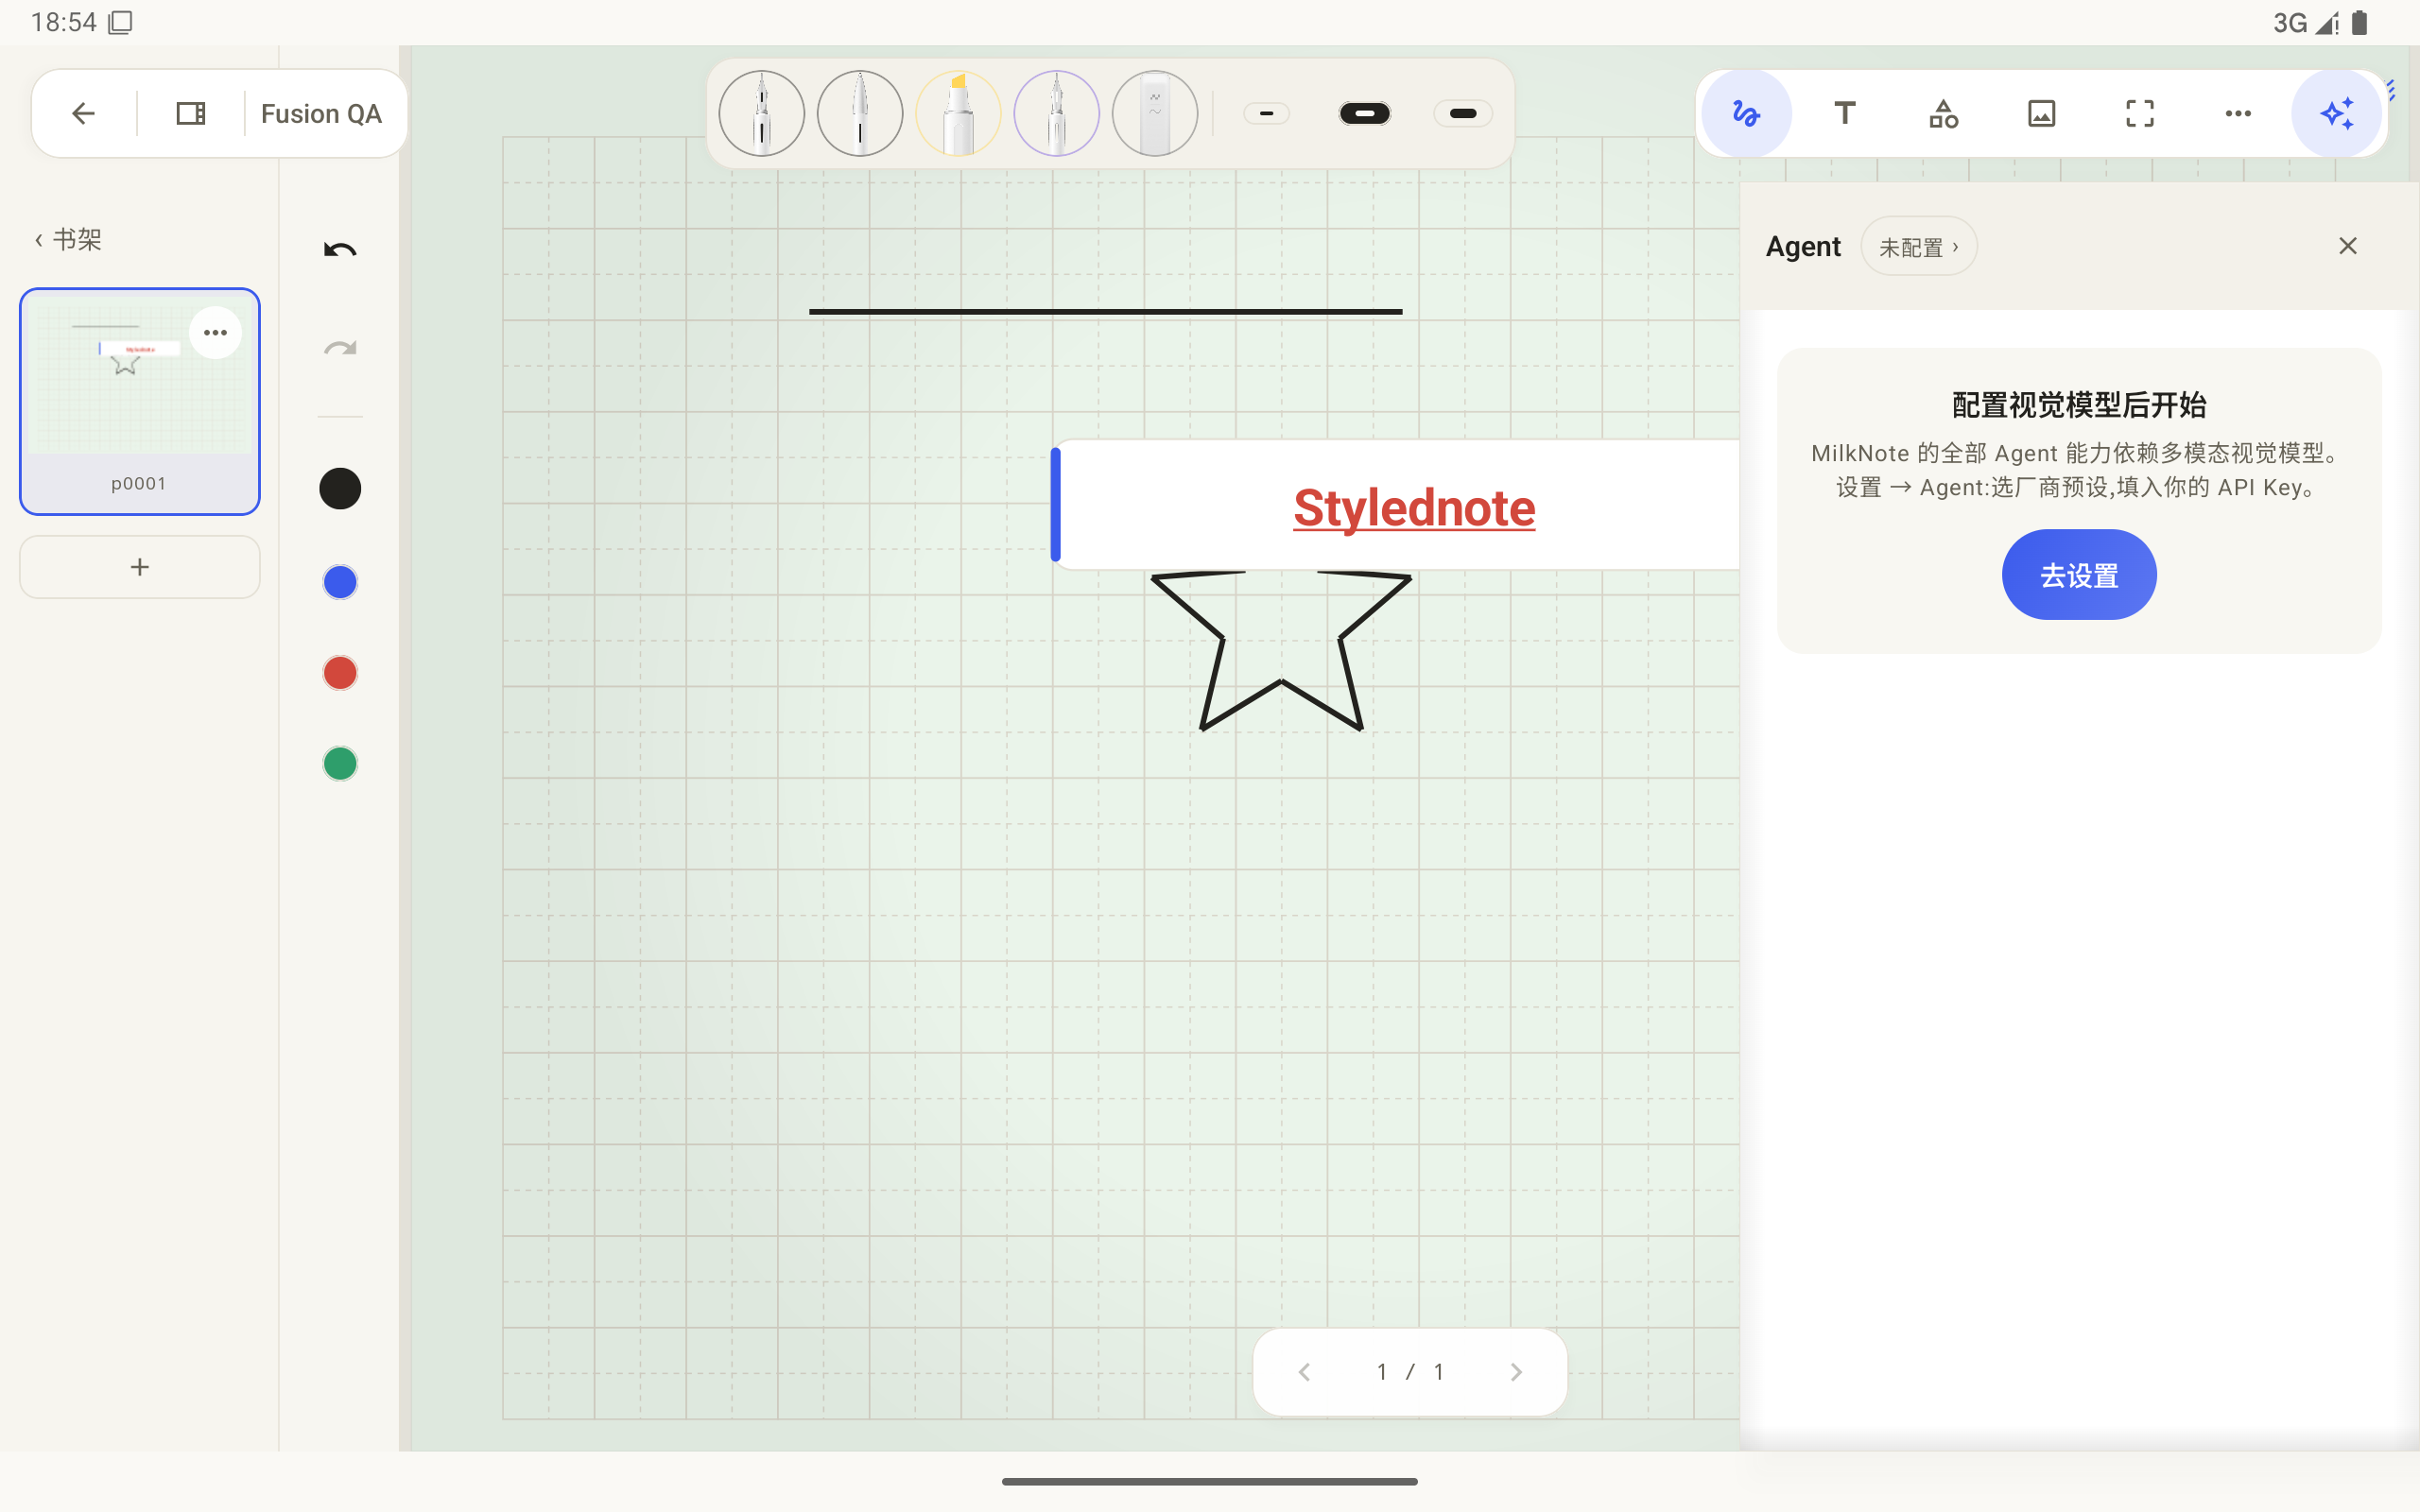 18:54
3G
Fusion QA
‹ 书架
Stylednote
p0001
+
Agent
未配置 ›
配置视觉模型后开始
MilkNote 的全部 Agent 能力依赖多模态视觉模型。
设置 → Agent:选厂商预设,填入你的 API Key。
去设置
Stylednote
1 / 1